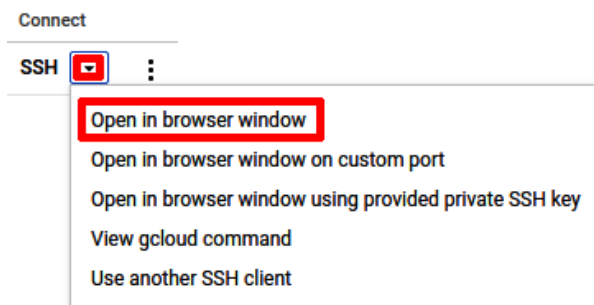 Connect
SSH
Open in browser window
Open in browser window on custom port
Open in browser window using provided private SSH key
View gcloud command
Use another SSH client